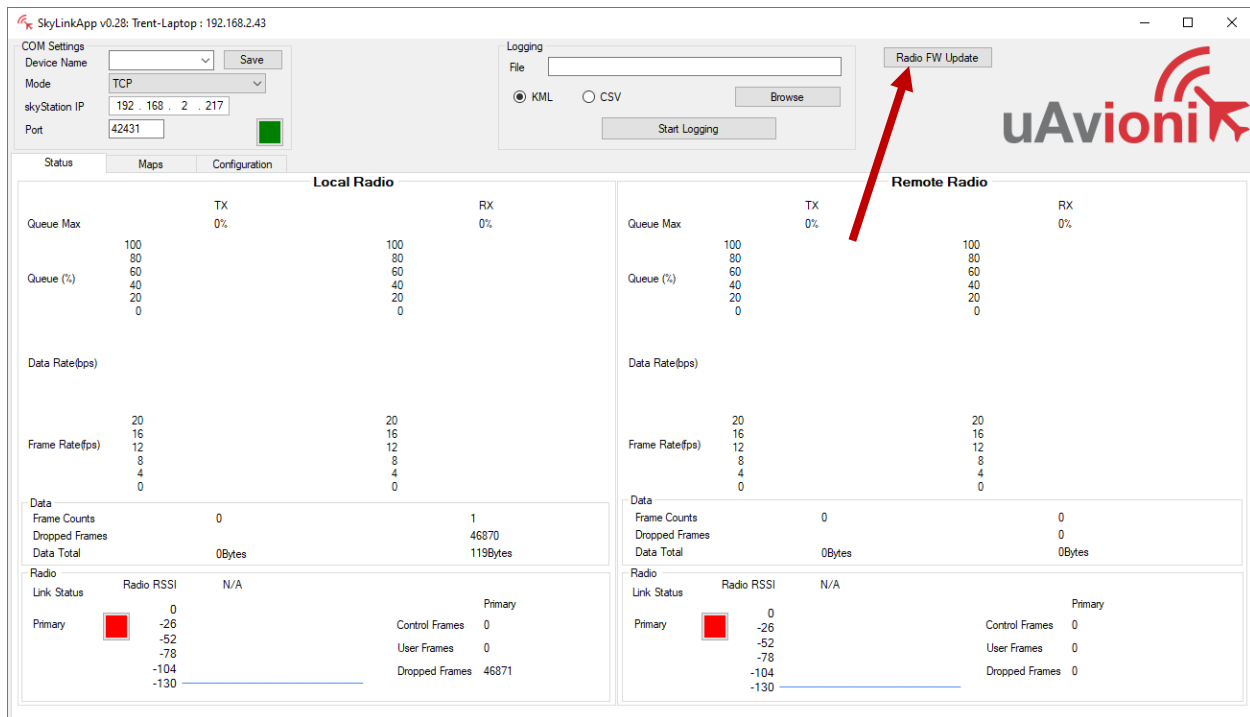 SkyLinkApp v0.28: Trent-Laptop : 192.168.2.43
COM Settings
Device Name
Save
Mode
TCP
skyStation IP
192 . 168 . 2 . 217
Port
42431
Logging
File
KML
CSV
Browse
Start Logging
Radio FW Update
uAvioni
Status
Maps
Configuration
Local Radio
TX
RX
Queue Max
0%
0%
Queue (%)
100
80
60
40
20
0
100
80
60
40
20
0
Data Rate(bps)
Frame Rate(fps)
20
16
12
8
4
0
20
16
12
8
4
0
Data
Frame Counts
0
1
Dropped Frames
46870
Data Total
0Bytes
119Bytes
Radio
Link Status
Radio RSSI
N/A
Primary
0
-26
-52
-78
-104
-130
Primary
Control Frames
0
User Frames
0
Dropped Frames
46871
Remote Radio
TX
RX
Queue Max
0%
0%
Queue (%)
100
80
60
40
20
0
100
80
60
40
20
0
Data Rate(bps)
Frame Rate(fps)
20
16
12
8
4
0
20
16
12
8
4
0
Data
Frame Counts
0
0
Dropped Frames
0
Data Total
0Bytes
0Bytes
Radio
Link Status
Radio RSSI
N/A
Primary
0
-26
-52
-78
-104
-130
Primary
Control Frames
0
User Frames
0
Dropped Frames
0